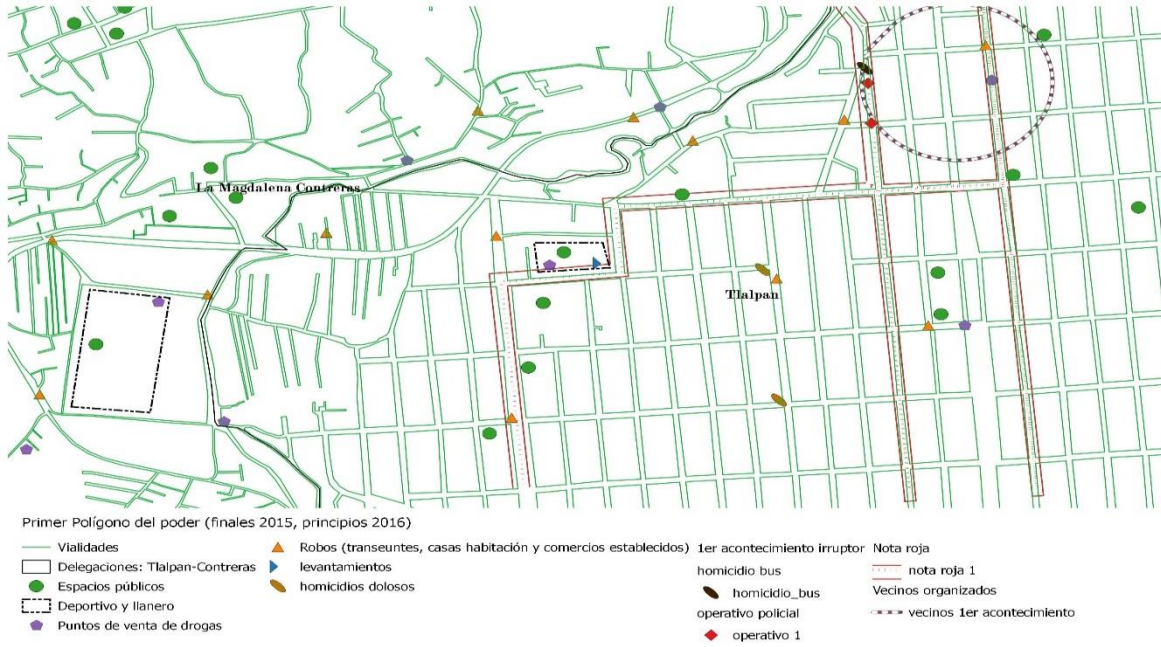 La Magdalena Contreras
Tlalpan
Primer Polígono del poder (finales 2015, principios 2016)
Vialidades
Delegaciones: Tlalpan-Contreras
Espacios públicos
Deportivo y llanero
Puntos de venta de drogas
Robos (transeuntes, casas habitación y comercios establecidos)
levantamientos
homicidios dolosos
1er acontecimiento irruptor
homicidio bus
homicidio_bus
operativo policial
operativo 1
Nota roja
nota roja 1
Vecinos organizados
vecinos 1er acontecimiento